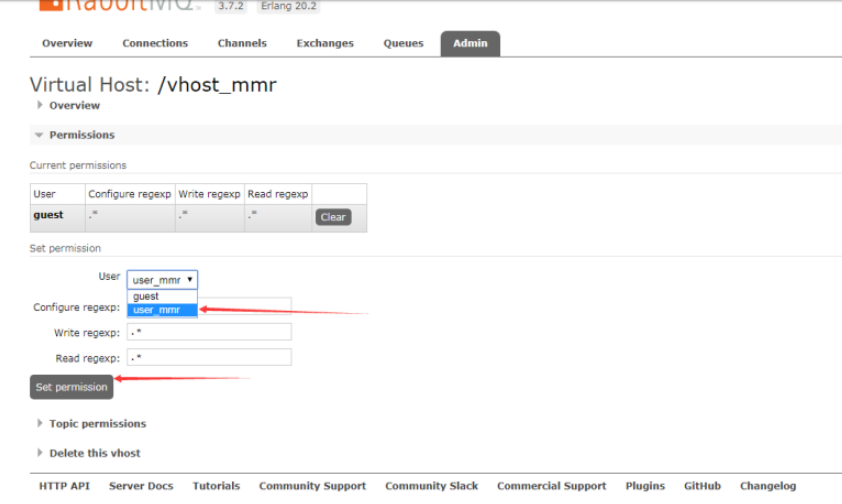 RabbitMQ. 3.7.2 Erlang 20.2
Overview Connections Channels Exchanges Queues Admin
Virtual Host: /vhost_mmr
Overview
Permissions
Current permissions
User Configure regexp Write regexp Read regexp
guest .* .* .* Clear
Set permission
User user_mmr
guest
Configure regexp: user_mmr
Write regexp: .*
Read regexp: .*
Set permission
Topic permissions
Delete this vhost
HTTP API Server Docs Tutorials Community Support Community Slack Commercial Support Plugins GitHub Changelog